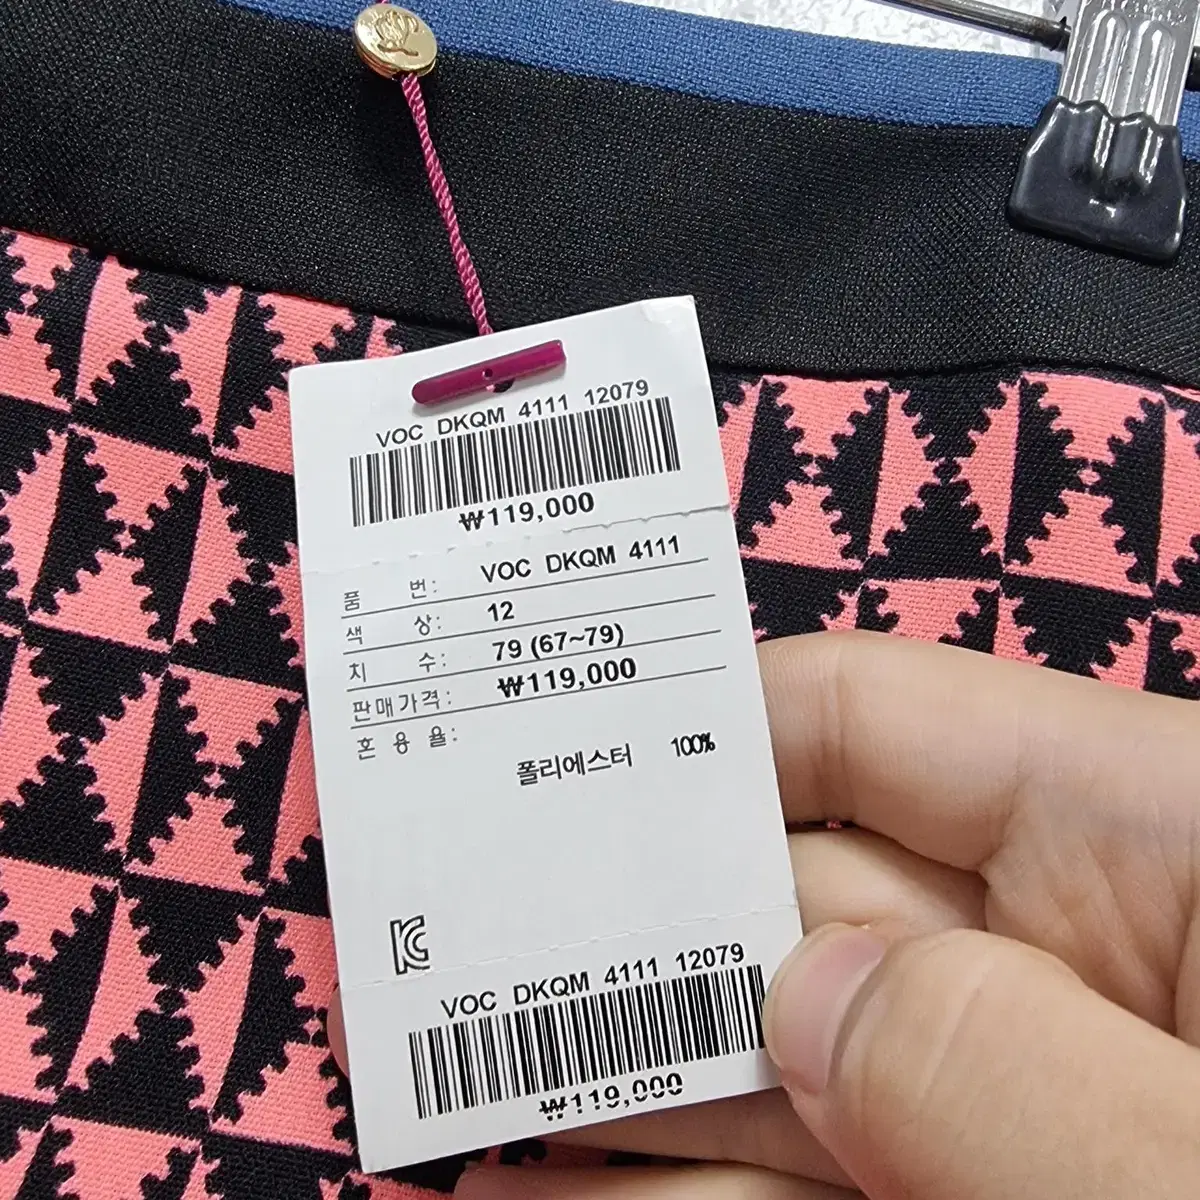 VOC DKQM 4111 12079
₩119,000
품 번: VOC DKQM 4111
색 상: 12
치 수: 79 (67~79)
판매가격: ₩119,000
혼 용 율:
폴리에스터 100%
KC
VOC DKQM 4111 12079
₩119,000